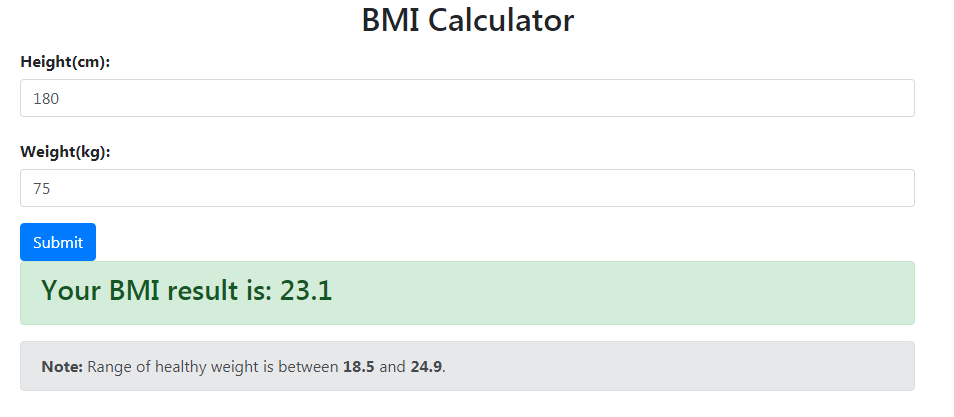 BMI Calculator
Height(cm):
180
Weight(kg):
75
Submit
Your BMI result is: 23.1
Note: Range of healthy weight is between 18.5 and 24.9.